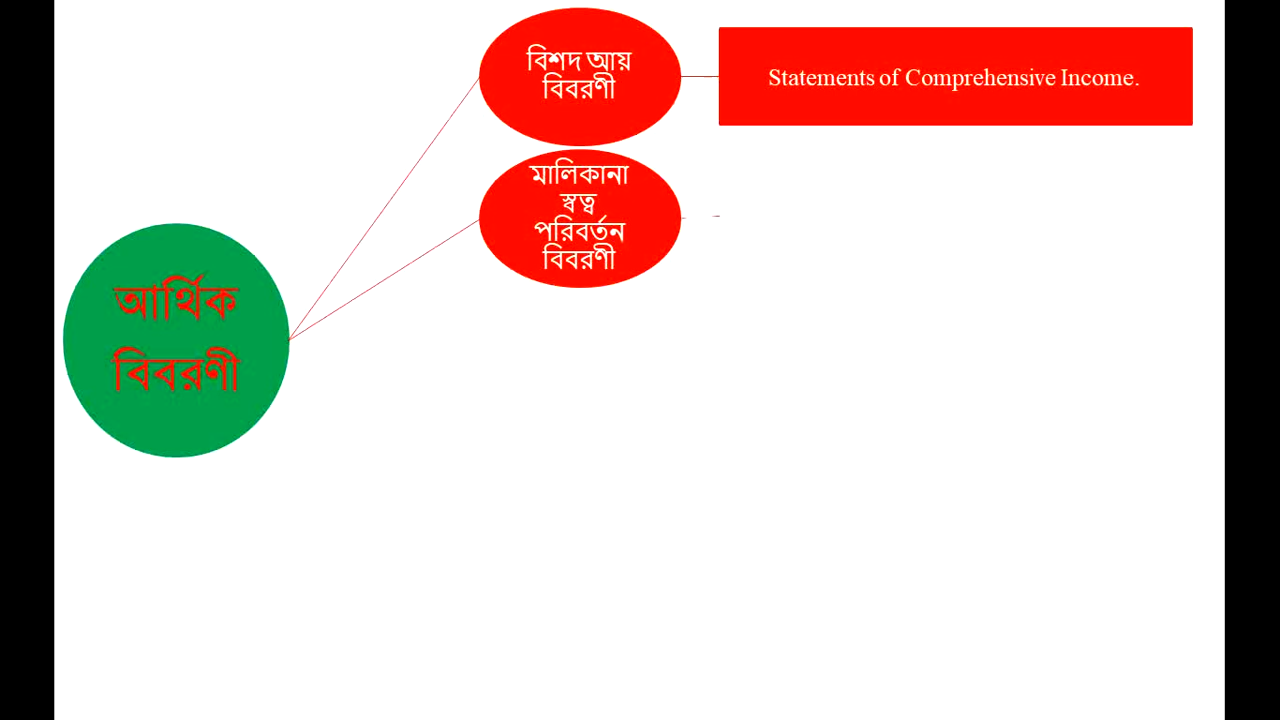 বিশদ আয়
বিবরণী
Statements of Comprehensive Income.
মালিকানা
স্বত্ব
পরিবর্তন
বিবরণী
আর্থিক
বিবরণী